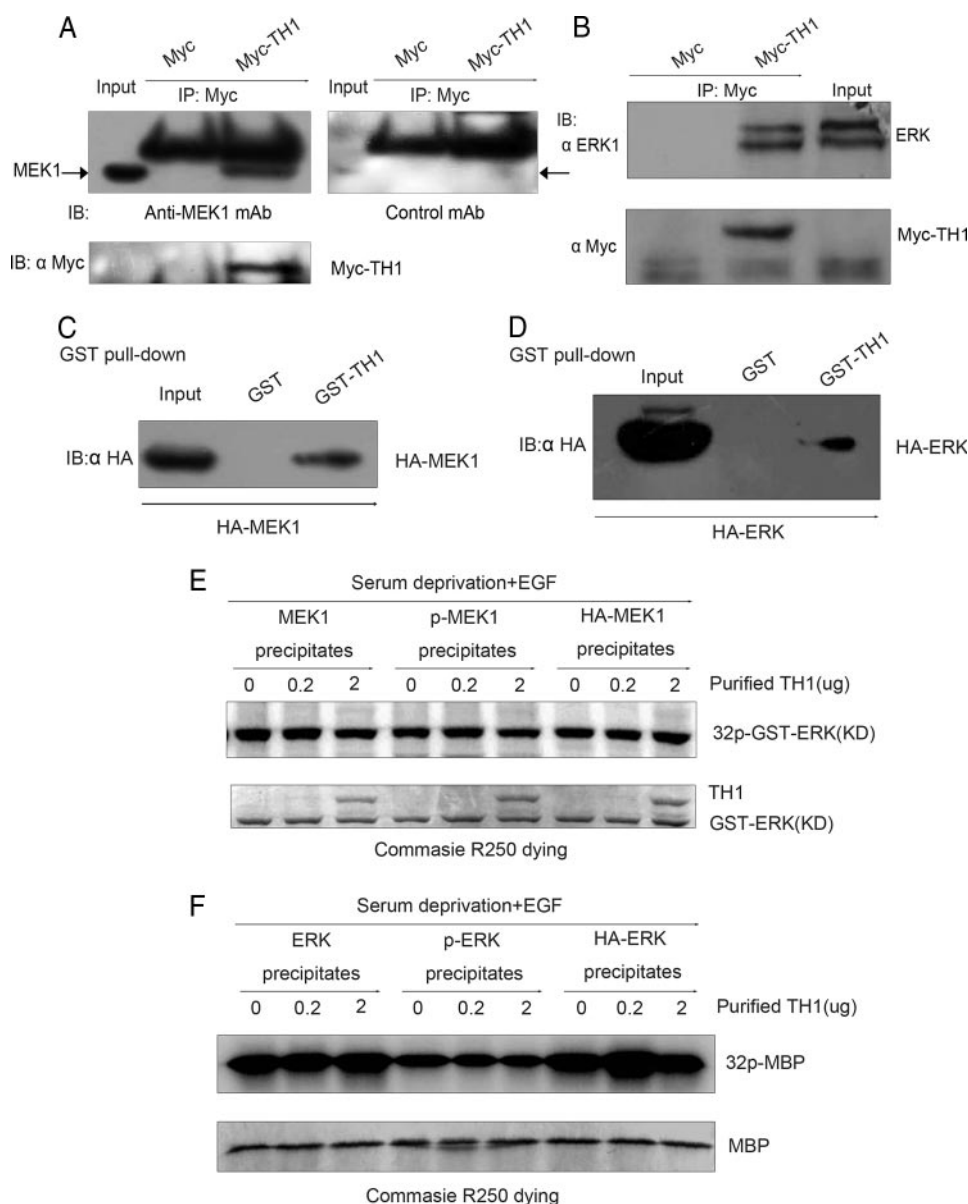 A
Myc
Myc-TH1
Myc
Myc-TH1
Input
IP: Myc
Input
IP: Myc
MEK1
IB:
Anti-MEK1 mAb
Control mAb
IB: α Myc
Myc-TH1
B
Myc
Myc-TH1
IP: Myc
Input
IB:
α ERK1
ERK
α Myc
Myc-TH1
C
GST pull-down
Input
GST
GST-TH1
IB:α HA
HA-MEK1
HA-MEK1
D
GST pull-down
Input
GST
GST-TH1
IB:α HA
HA-ERK
HA-ERK
E
Serum deprivation+EGF
MEK1 p-MEK1 HA-MEK1
precipitates precipitates precipitates
0 0.2 2 0 0.2 2 0 0.2 2 Purified TH1(ug)
32p-GST-ERK(KD)
TH1
GST-ERK(KD)
Commasie R250 dying
F
Serum deprivation+EGF
ERK p-ERK HA-ERK
precipitates precipitates precipitates
0 0.2 2 0 0.2 2 0 0.2 2 Purified TH1(ug)
32p-MBP
MBP
Commasie R250 dying